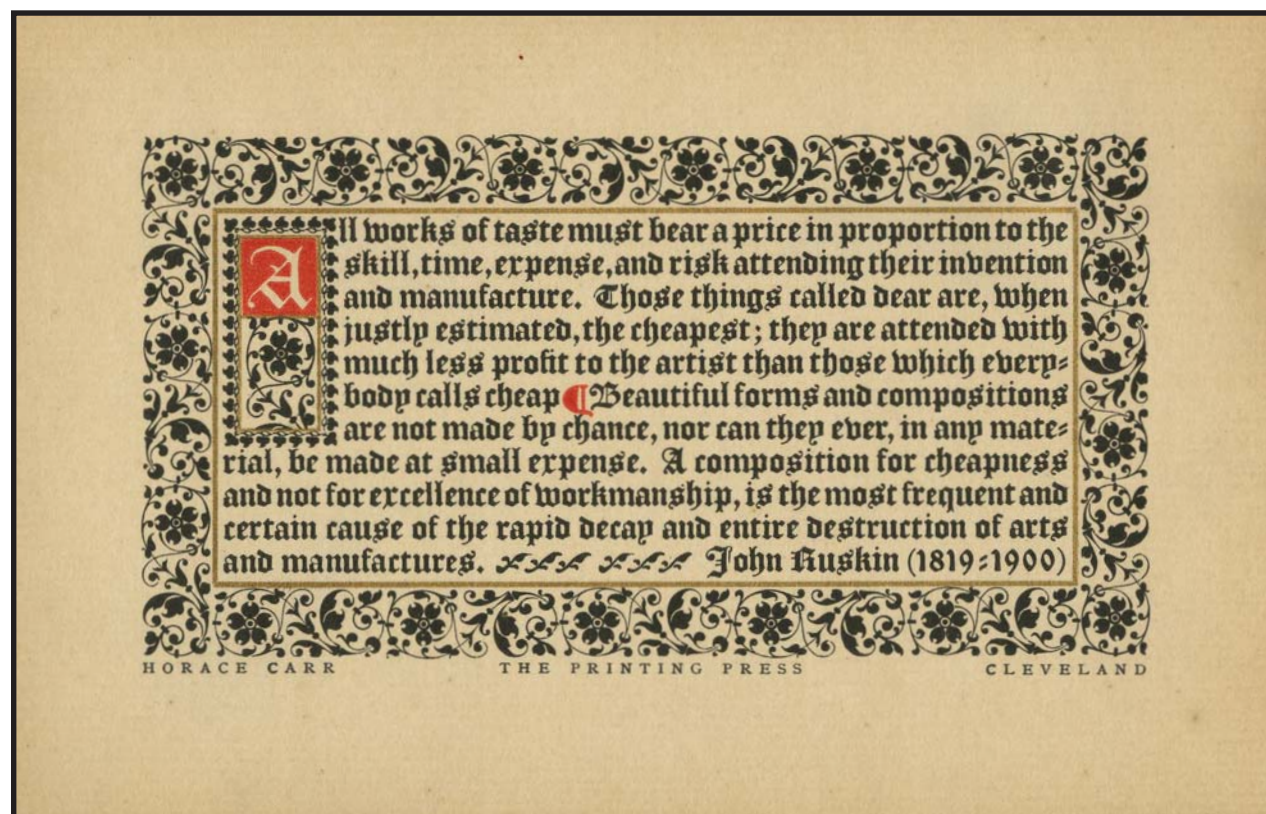 All works of taste must bear a price in proportion to the
skill, time, expense, and risk attending their invention
and manufacture. Those things called dear are, when
justly estimated, the cheapest; they are attended with
much less profit to the artist than those which every-
body calls cheap ¶ Beautiful forms and compositions
are not made by chance, nor can they ever, in any mate-
rial, be made at small expense. A composition for cheapness
and not for excellence of workmanship, is the most frequent and
certain cause of the rapid decay and entire destruction of arts
and manufactures. John Ruskin (1819-1900)
HORACE CARR THE PRINTING PRESS CLEVELAND